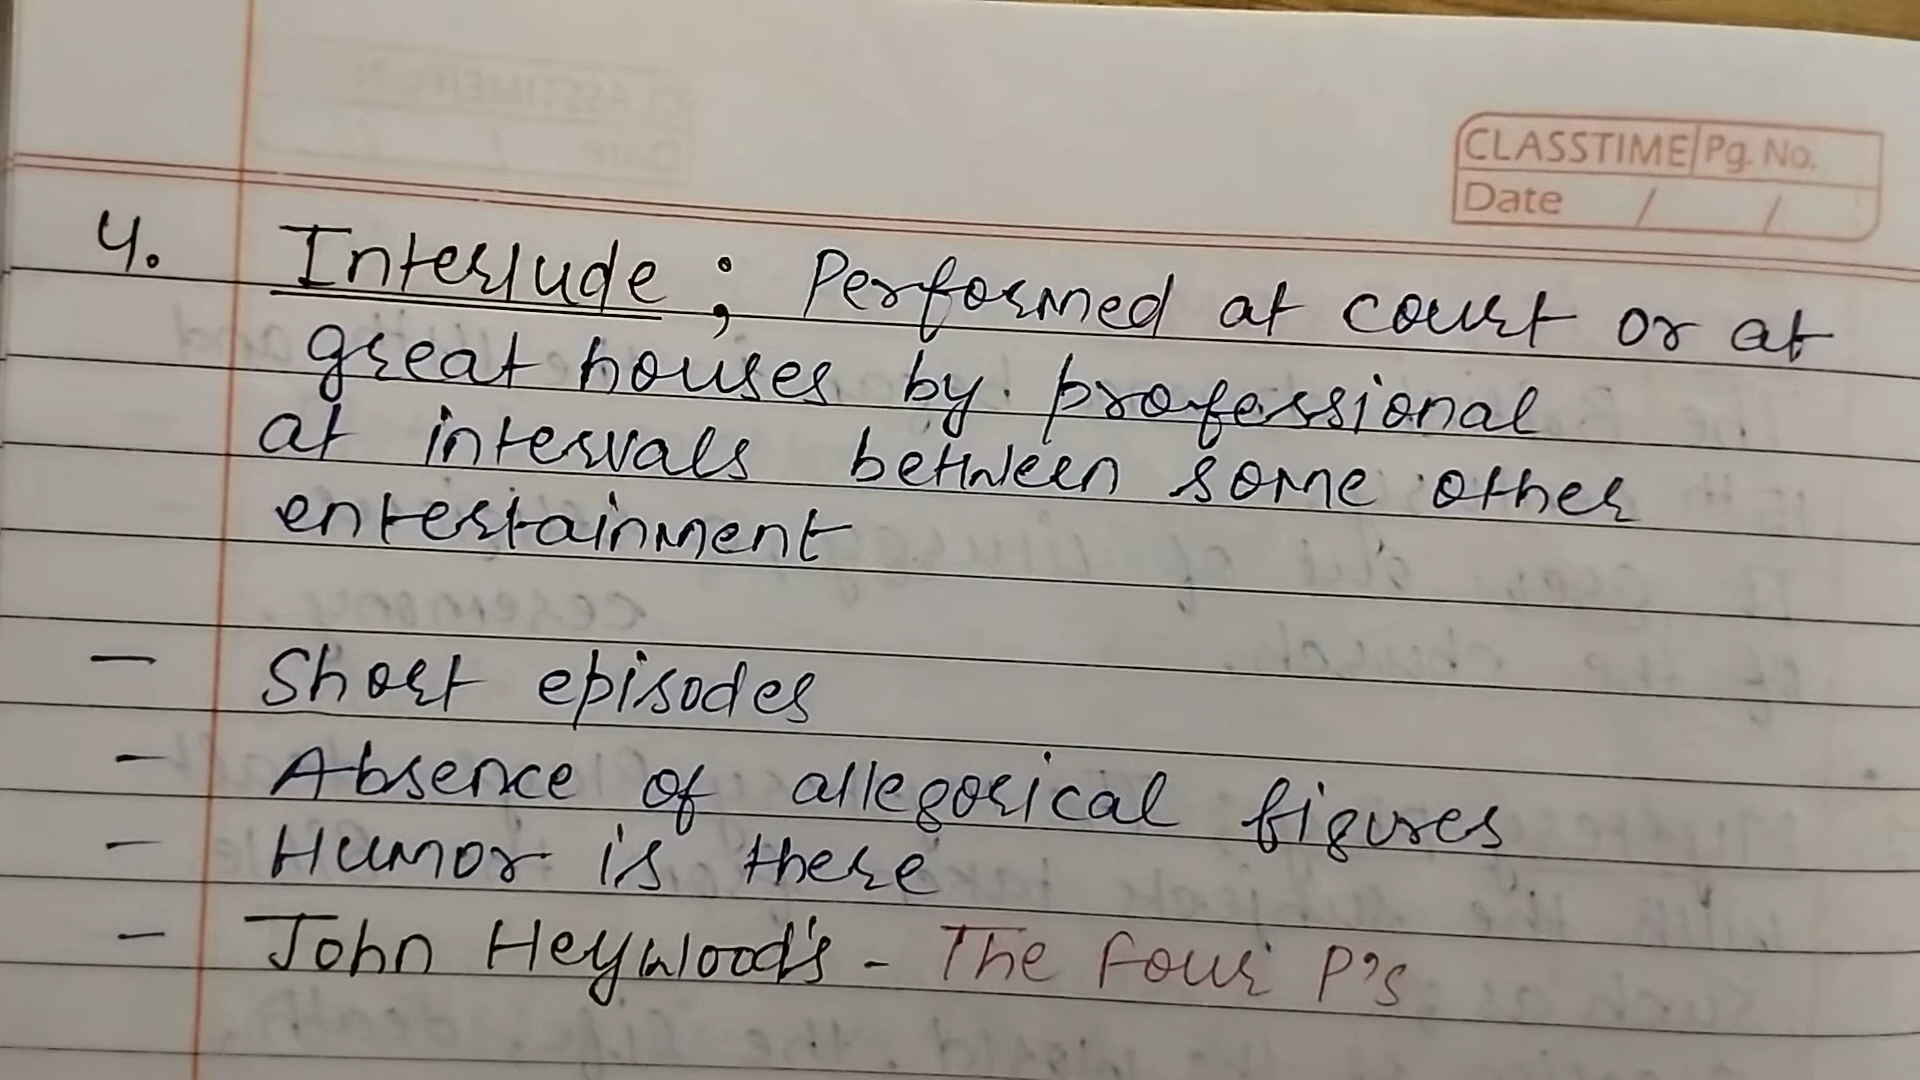 CLASSTIME Pg. No.
Date / /
4. Interlude ; Performed at court or at
great houses by professional
at intervals between some other
entertainment
- Short episodes
- Absence of allegorical figures
- Humor is there
- John Heywood's - The Four P's